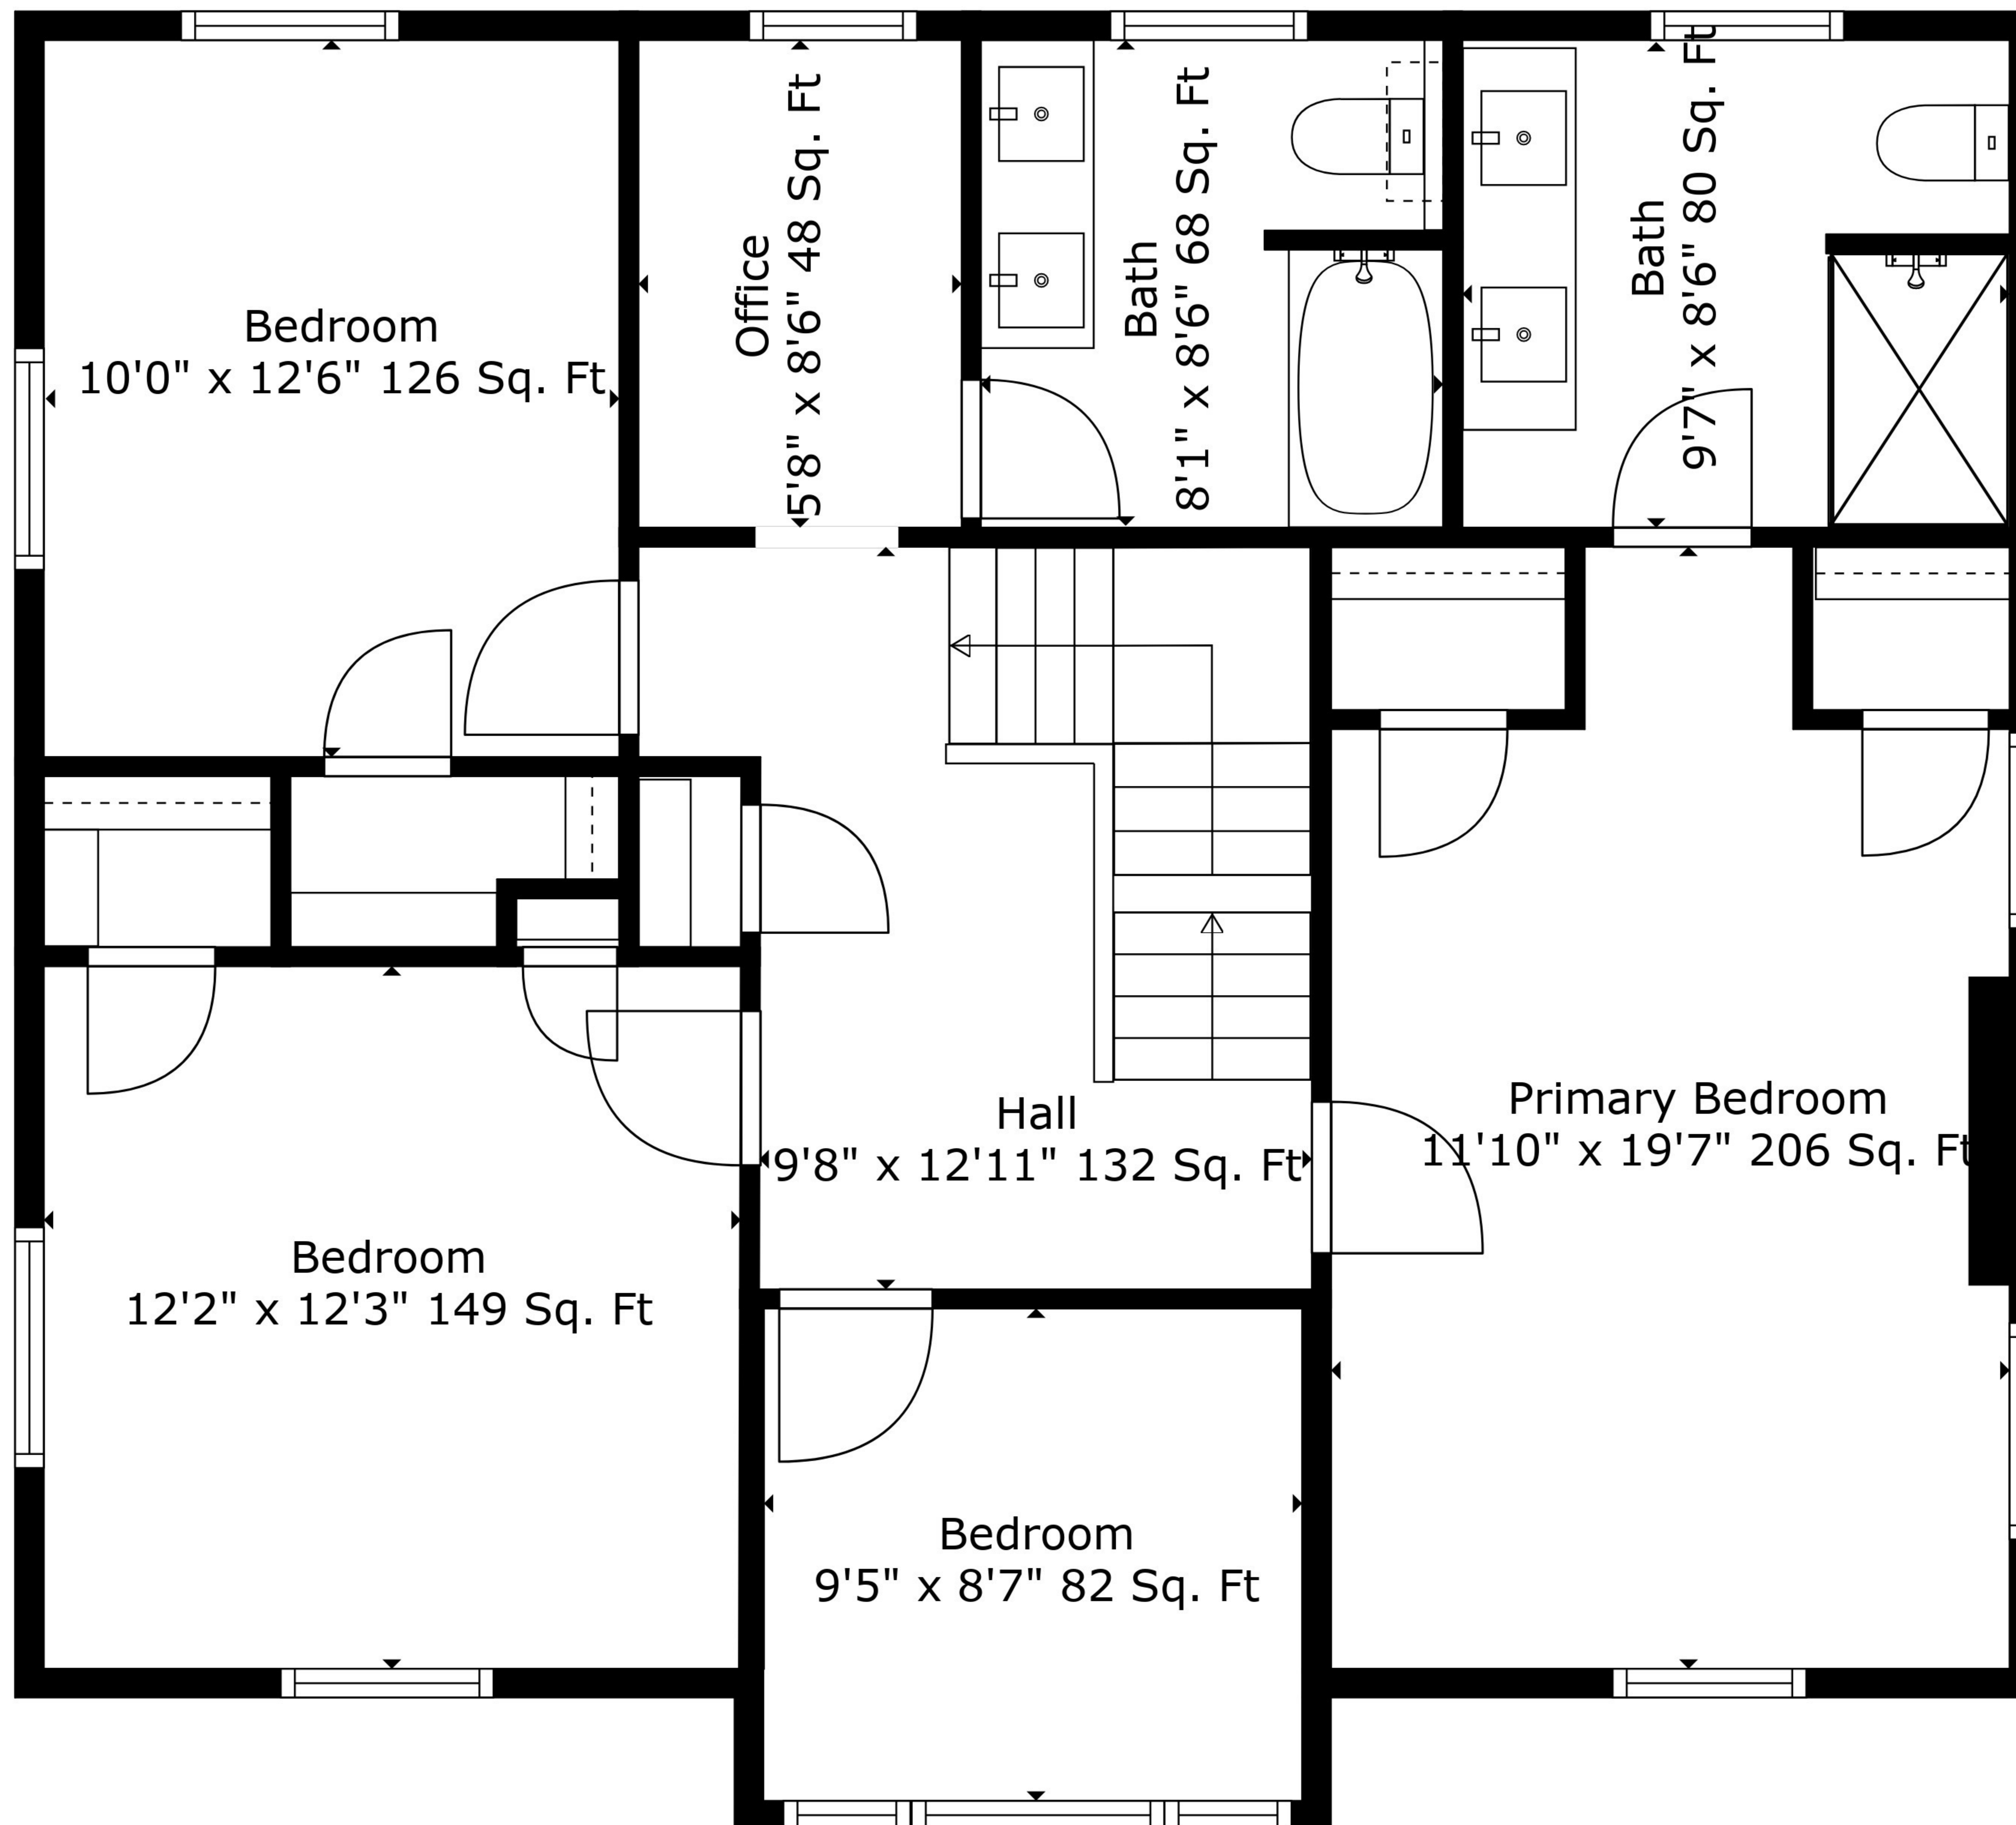 Office
5'8" x 8'6" 48 Sq. Ft
Bath
8'1" x 8'6" 68 Sq. Ft
Bath
9'7" x 8'6" 80 Sq. Ft
Bedroom
10'0" x 12'6" 126 Sq. Ft
Hall
9'8" x 12'11" 132 Sq. Ft
Primary Bedroom
11'10" x 19'7" 206 Sq. Ft
Bedroom
12'2" x 12'3" 149 Sq. Ft
Bedroom
9'5" x 8'7" 82 Sq. Ft